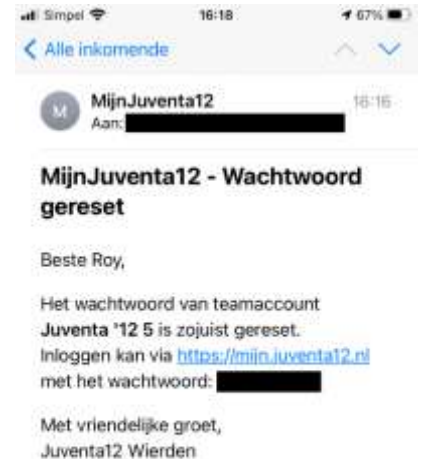 Simpel
16:18
67%
Alle inkomende
M
MijnJuventa12
16:16
Aan:
MijnJuventa12 - Wachtwoord
gereset
Beste Roy,
Het wachtwoord van teamaccount
Juventa '12 5 is zojuist gereset.
Inloggen kan via https://mijn.juventa12.nl
met het wachtwoord:
Met vriendelijke groet,
Juventa12 Wierden